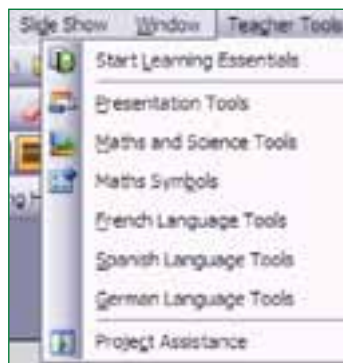 Slide Show Window Teacher Tools
Start Learning Essentials
Presentation Tools
Maths and Science Tools
Maths Symbols
French Language Tools
Spanish Language Tools
German Language Tools
Project Assistance